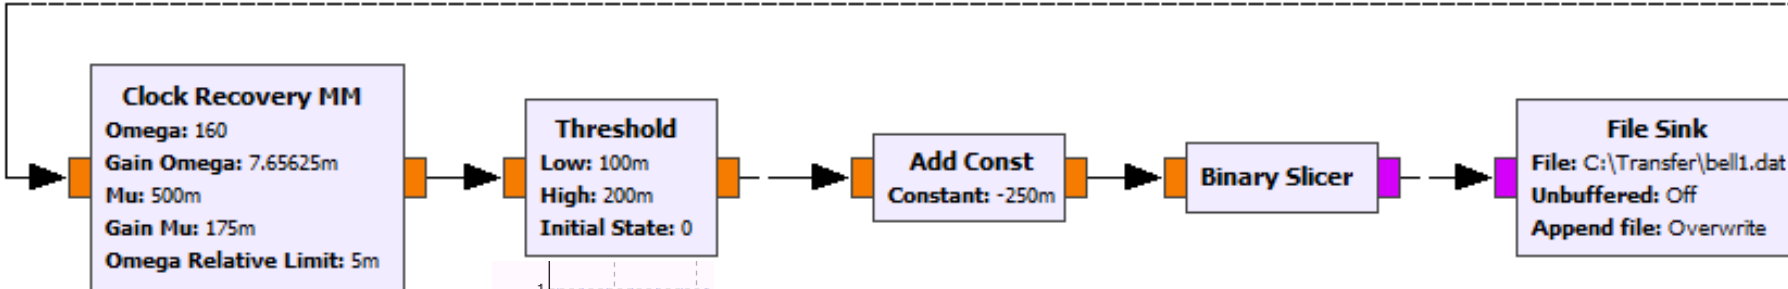 Clock Recovery MM
Omega: 160
Gain Omega: 7.65625m
Mu: 500m
Gain Mu: 175m
Omega Relative Limit: 5m
Threshold
Low: 100m
High: 200m
Initial State: 0
1
Add Const
Constant: -250m
Binary Slicer
File Sink
File: C:\Transfer\bell1.dat
Unbuffered: Off
Append file: Overwrite